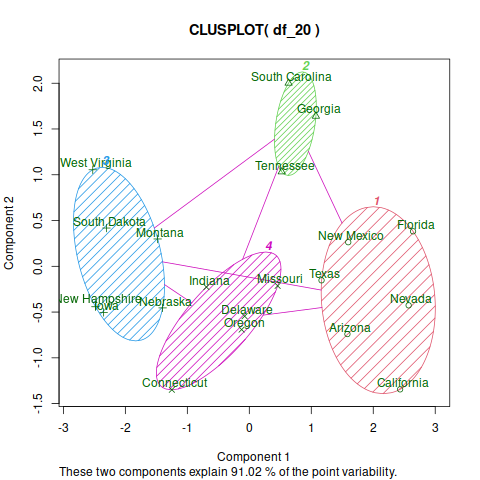 CLUSPLOT( df_20 )
2
South Carolina
Georgia
Tennessee
3
West Virginia
South Dakota
Montana
New Hampshire
Iowa
Nebraska
1
Florida
New Mexico
Texas
Nevada
Arizona
California
4
Indiana
Missouri
Delaware
Oregon
Connecticut
Component 2
2.0
1.5
1.0
0.5
0.0
-0.5
-1.0
-1.5
-3 -2 -1 0 1 2 3
Component 1
These two components explain 91.02 % of the point variability.